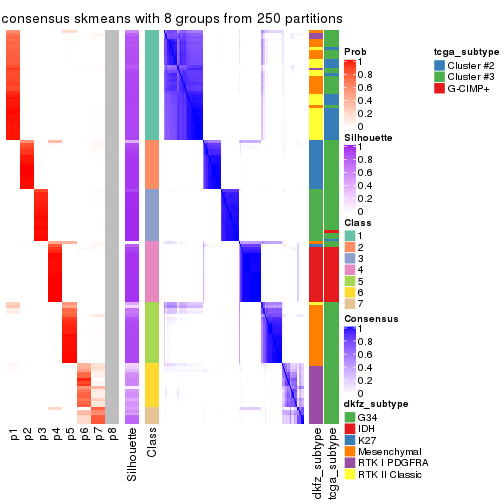 consensus skmeans with 8 groups from 250 partitions
p1
p2
p3
p4
p5
p6
p7
p8
Silhouette
Class
dkfz_subtype
tcga_subtype
Prob
1
0.8
0.6
0.4
0.2
0
Silhouette
1
0.8
0.6
0.4
0.2
0
Class
1
2
3
4
5
6
7
Consensus
1
0.8
0.6
0.4
0.2
0
dkfz_subtype
G34
IDH
K27
Mesenchymal
RTK I PDGFRA
RTK II Classic
tcga_subtype
Cluster #2
Cluster #3
G-CIMP+